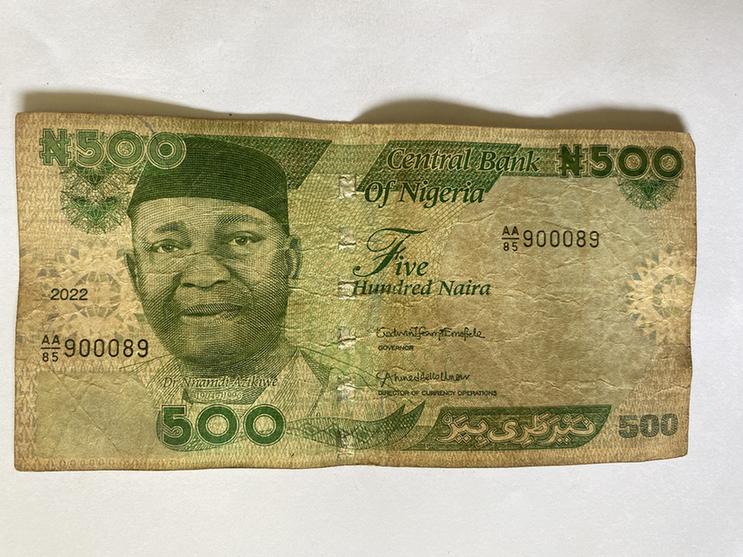 ₦500
Central Bank
Of Nigeria
₦500
AA/85 900089
Five
Hundred Naira
2022
AA/85 900089
GOVERNOR
Dr. Nnamdi Azikiwe
DIRECTOR OF CURRENCY OPERATIONS
500
نَيْرَ طَرِى بِيَرْ
500